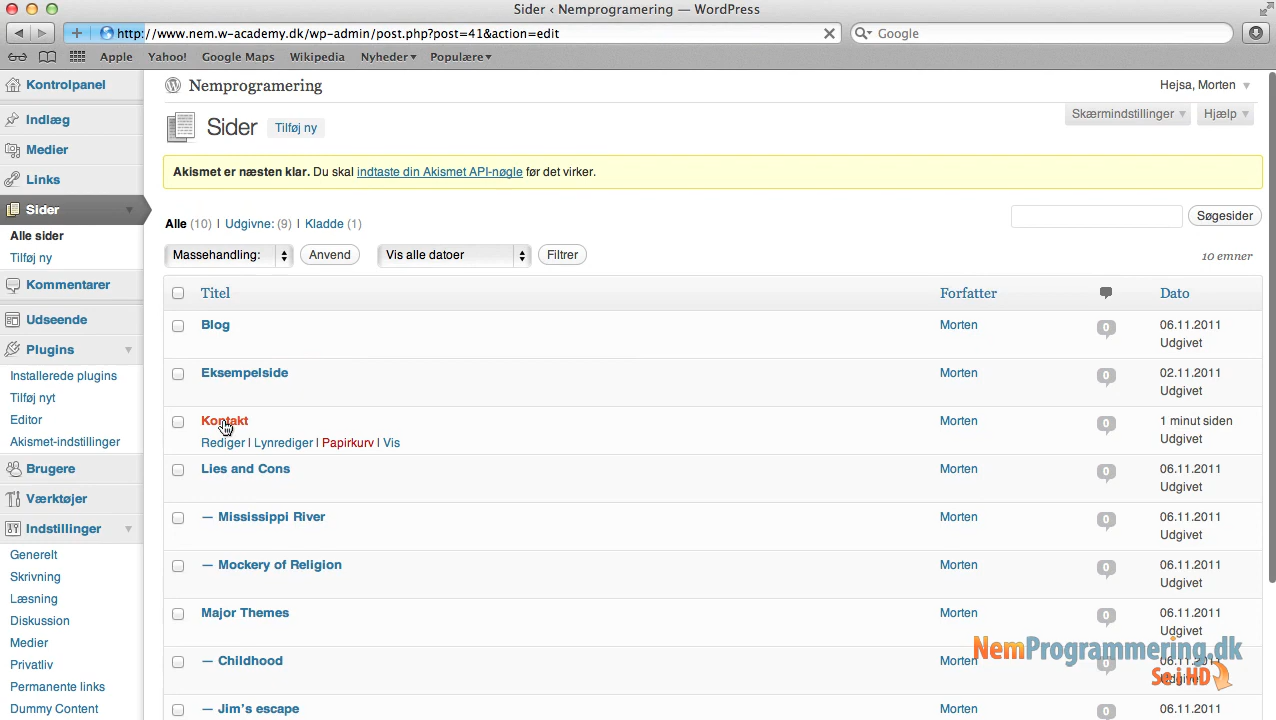 Sider ‹ Nemprogramering — WordPress
http://www.nem.w-academy.dk/wp-admin/post.php?post=41&action=edit
Google
Apple Yahoo! Google Maps Wikipedia Nyheder Populære
Kontrolpanel
Indlæg
Medier
Links
Sider
Alle sider
Tilføj ny
Kommentarer
Udseende
Plugins
Installerede plugins
Tilføj nyt
Editor
Akismet-indstillinger
Brugere
Værktøjer
Indstillinger
Generelt
Skrivning
Læsning
Diskussion
Medier
Privatliv
Permanente links
Dummy Content
Nemprogramering
Hejsa, Morten
Skærmindstillinger Hjælp
Sider Tilføj ny
Akismet er næsten klar. Du skal indtaste din Akismet API-nøgle før det virker.
Alle (10) | Udgivne: (9) | Kladde (1)
Søgesider
Massehandling: Anvend Vis alle datoer Filtrer
10 emner
Titel Forfatter Dato
Blog Morten 0 06.11.2011
Udgivet
Eksempelside Morten 0 02.11.2011
Udgivet
Kontakt Morten 0 1 minut siden
Rediger | Lynrediger | Papirkurv | Vis Udgivet
Lies and Cons Morten 0 06.11.2011
Udgivet
— Mississippi River Morten 0 06.11.2011
Udgivet
— Mockery of Religion Morten 0 06.11.2011
Udgivet
Major Themes Morten 0 06.11.2011
Udgivet
— Childhood Morten 0 06.11.2011
Udgivet
— Jim's escape Morten 0 06.11.2011
NemProgrammering.dk
Se i HD